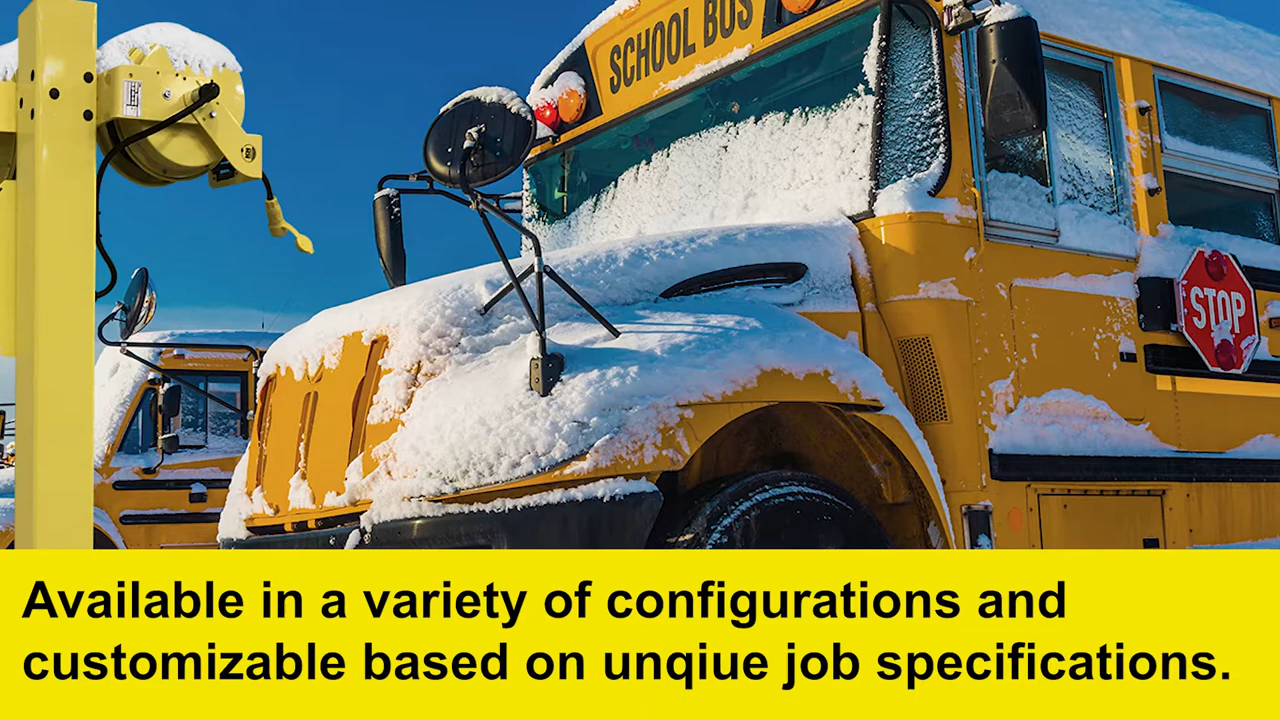 SCHOOL BUS
STOP
Available in a variety of configurations and
customizable based on unqiue job specifications.